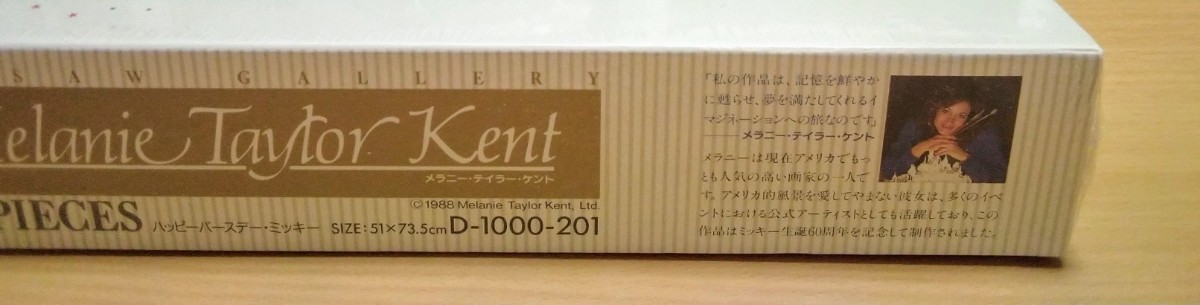 SAW GALLERY
Melanie Taylor Kent
メラニー・テイラー・ケント
©1988 Melanie Taylor Kent, Ltd.
PIECES ハッピーバースデー・ミッキー SIZE:51×73.5cm D-1000-201
「私の作品は、記憶を鮮やか
に甦らせ、夢を満たしてくれるイ
マジネーションへの旅なのです。」
——メラニー・テイラー・ケント
メラニーは現在アメリカでもっ
とも人気の高い画家の一人で
す。アメリカ的風景を愛してやまない彼女は、多くのイベ
ントにおける公式アーティストとしても活躍しており、この
作品はミッキー生誕60周年を記念して制作されました。